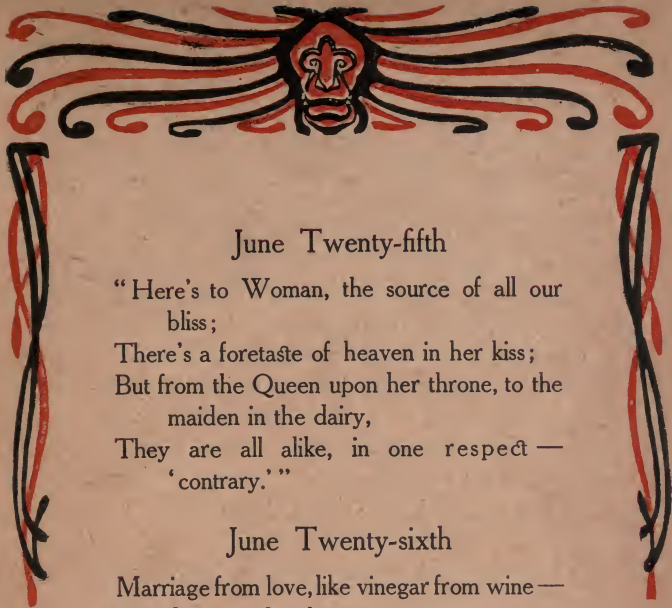 June Twenty-fifth
“Here's to Woman, the source of all our
bliss;
There's a foretaste of heaven in her kiss;
But from the Queen upon her throne, to the
maiden in the dairy,
They are all alike, in one respect —
‘contrary.’”
June Twenty-sixth
Marriage from love, like vinegar from wine —